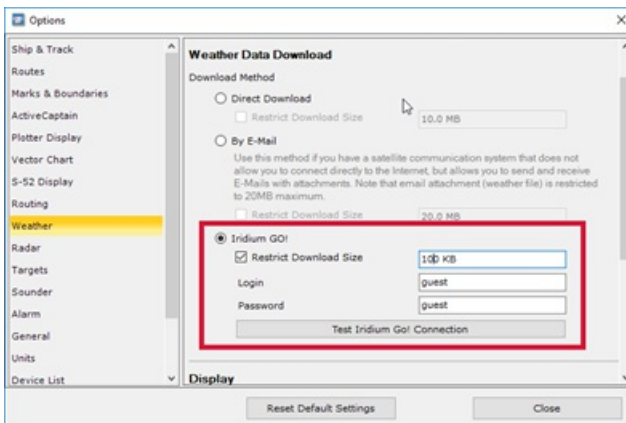 Options
Ship & Track
Routes
Marks & Boundaries
ActiveCaptain
Plotter Display
Vector Chart
S-52 Display
Routing
Weather
Radar
Targets
Sounder
Alarm
General
Units
Device List
Weather Data Download
Download Method
Direct Download
Restrict Download Size 10.0 MB
By E-Mail
Use this method if you have a satellite communication system that does not
allow you to connect directly to the Internet, but allows you to send and receive
E-Mails with attachments. Note that email attachment (weather file) is restricted
to 20MB maximum.
Restrict Download Size 20.0 MB
Iridium GO!
Restrict Download Size 100 KB
Login guest
Password guest
Test Iridium Go! Connection
Display
Reset Default Settings Close